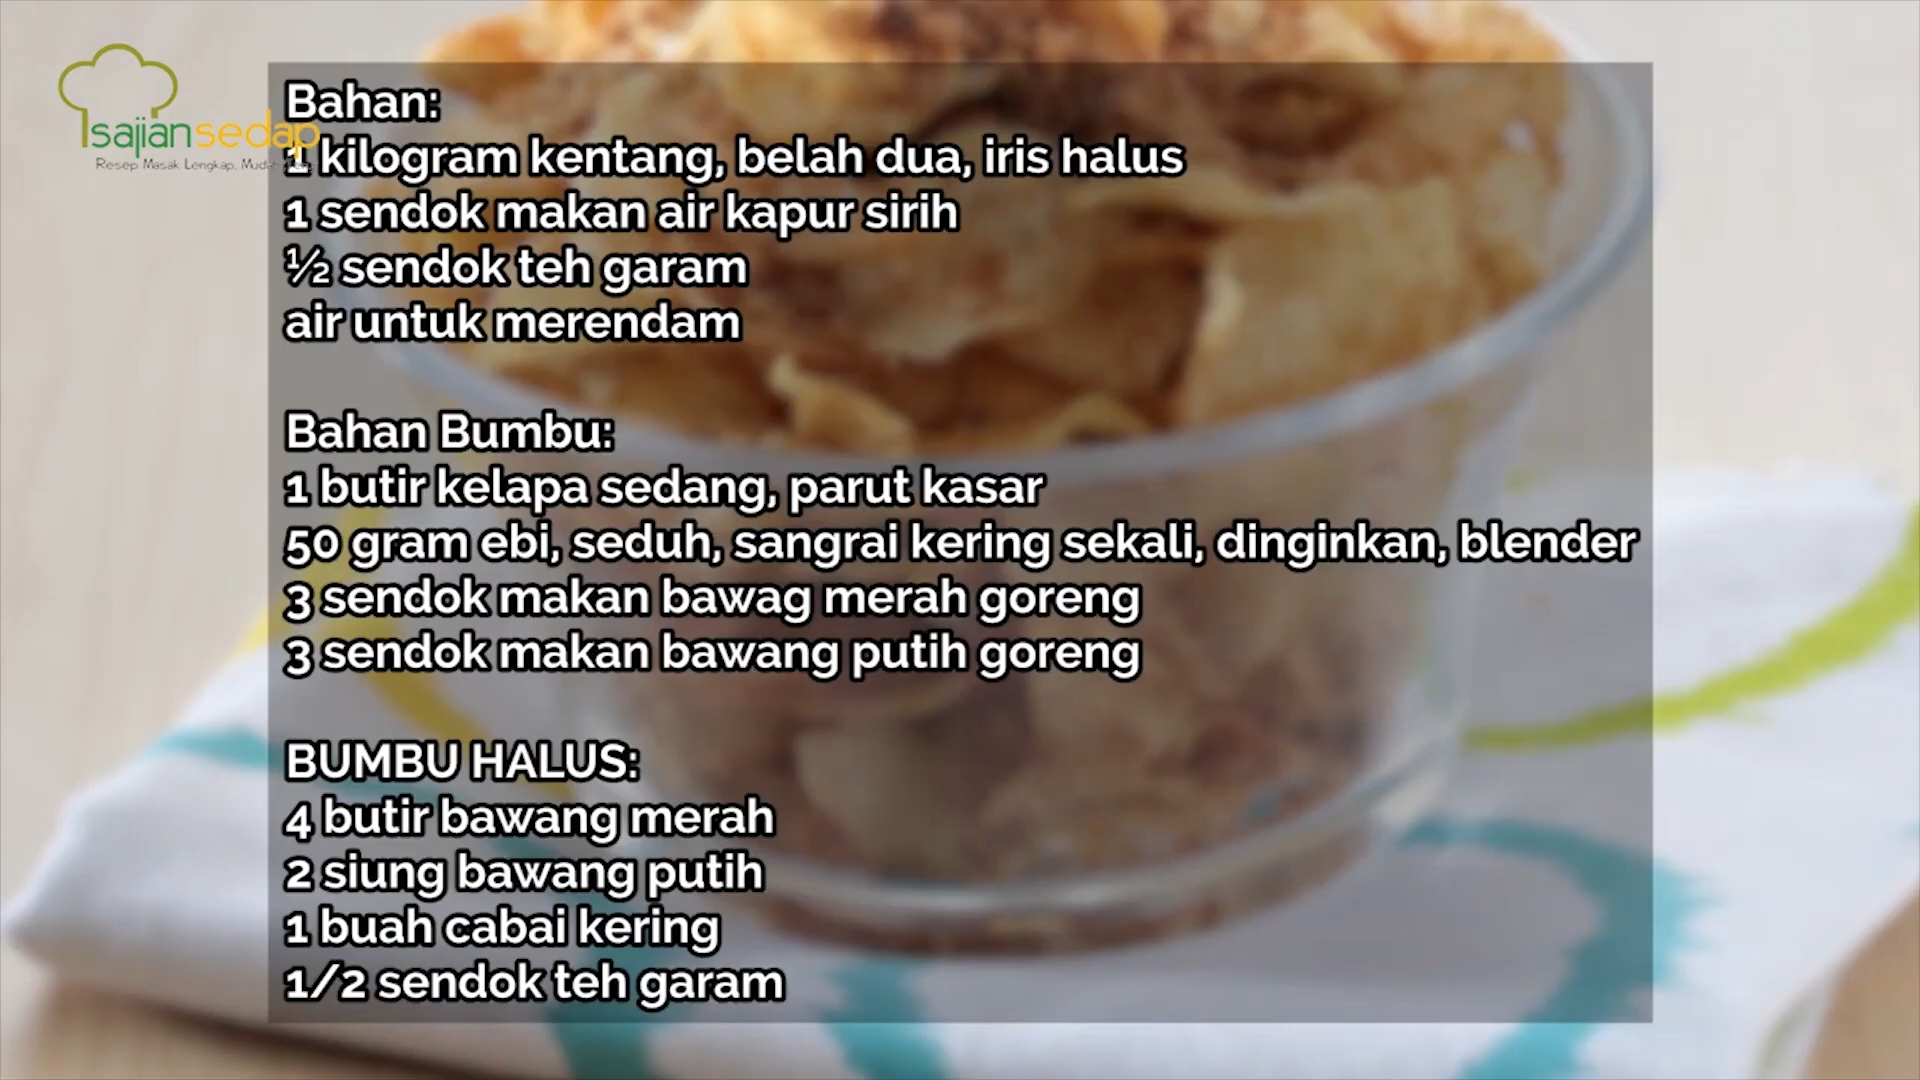 sajiansedap
Resep Masak Lengkap, Mudah
Bahan:
1 kilogram kentang, belah dua, iris halus
1 sendok makan air kapur sirih
½ sendok teh garam
air untuk merendam
Bahan Bumbu:
1 butir kelapa sedang, parut kasar
50 gram ebi, seduh, sangrai kering sekali, dinginkan, blender
3 sendok makan bawag merah goreng
3 sendok makan bawang putih goreng
BUMBU HALUS:
4 butir bawang merah
2 siung bawang putih
1 buah cabai kering
1/2 sendok teh garam